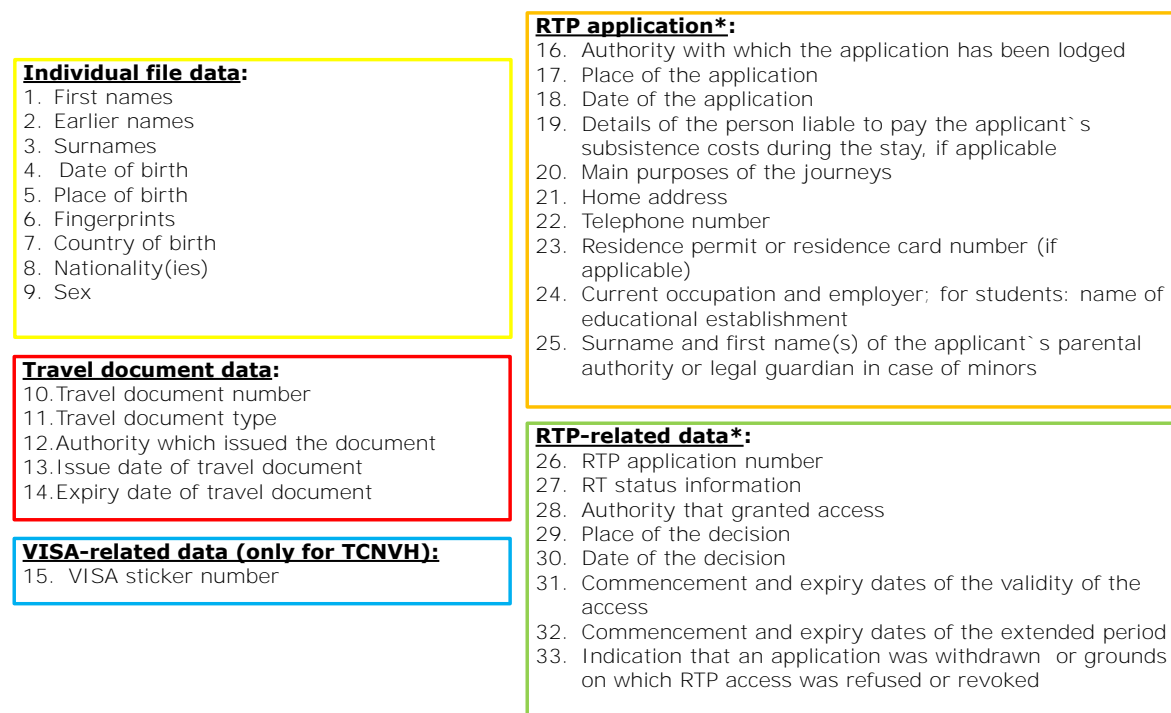 Individual file data:
1. First names
2. Earlier names
3. Surnames
4. Date of birth
5. Place of birth
6. Fingerprints
7. Country of birth
8. Nationality(ies)
9. Sex
Travel document data:
10.Travel document number
11.Travel document type
12.Authority which issued the document
13.Issue date of travel document
14.Expiry date of travel document
VISA-related data (only for TCNVH):
15. VISA sticker number
RTP application*:
16. Authority with which the application has been lodged
17. Place of the application
18. Date of the application
19. Details of the person liable to pay the applicant`s
subsistence costs during the stay, if applicable
20. Main purposes of the journeys
21. Home address
22. Telephone number
23. Residence permit or residence card number (if
applicable)
24. Current occupation and employer; for students: name of
educational establishment
25. Surname and first name(s) of the applicant`s parental
authority or legal guardian in case of minors
RTP-related data*:
26. RTP application number
27. RT status information
28. Authority that granted access
29. Place of the decision
30. Date of the decision
31. Commencement and expiry dates of the validity of the
access
32. Commencement and expiry dates of the extended period
33. Indication that an application was withdrawn or grounds
on which RTP access was refused or revoked